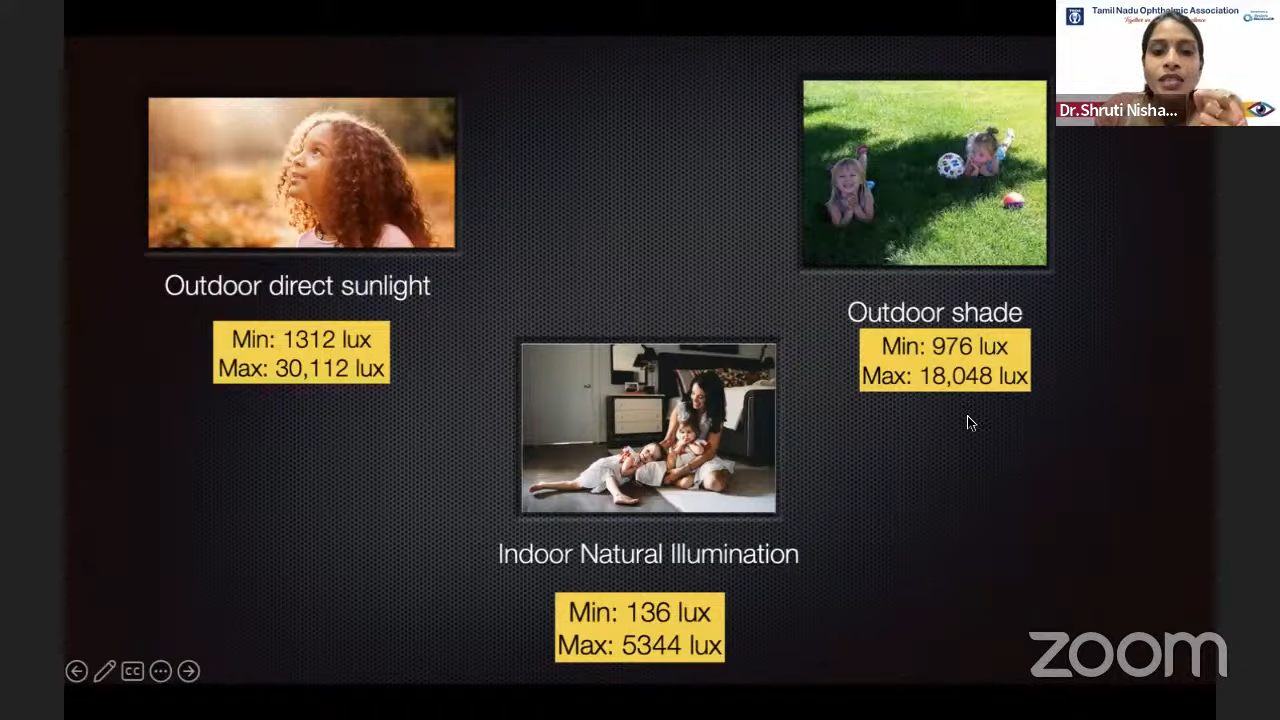 Tamil Nadu Ophthalmic Association
Dr.Shruti Nisha...
Outdoor direct sunlight
Min: 1312 lux
Max: 30,112 lux
Outdoor shade
Min: 976 lux
Max: 18,048 lux
Indoor Natural Illumination
Min: 136 lux
Max: 5344 lux
CC
zoom